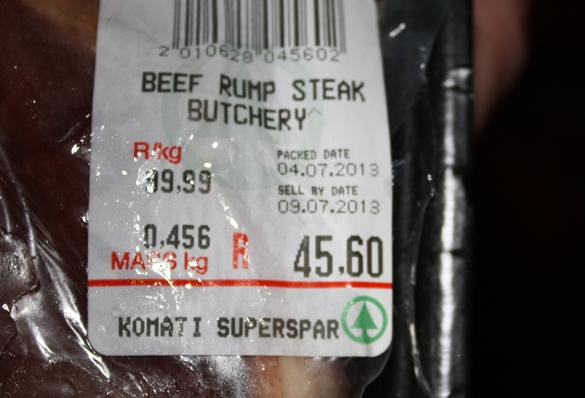 2 010628 045602
BEEF RUMP STEAK
BUTCHERY
R/kg
99,99
PACKED DATE
04.07.2013
SELL BY DATE
09.07.2013
0,456
MASS kg
R 45,60
KOMATI SUPERSPAR